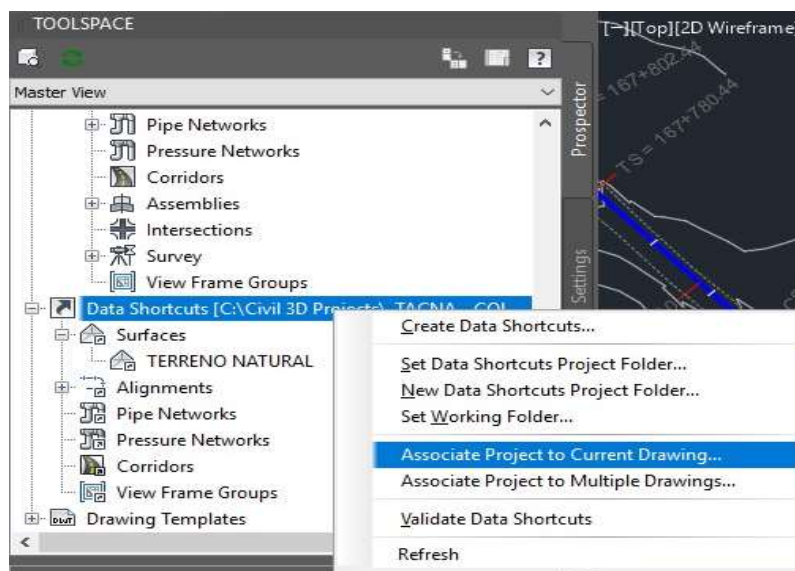 TOOLSPACE
?
Master View
Pipe Networks
Pressure Networks
Corridors
Assemblies
Intersections
Survey
View Frame Groups
Data Shortcuts [C:\Civil 3D Projects\_TACNA - COL
Surfaces
TERRENO NATURAL
Alignments
Pipe Networks
Pressure Networks
Corridors
View Frame Groups
Drawing Templates
Prospector
Settings
Create Data Shortcuts...
Set Data Shortcuts Project Folder...
New Data Shortcuts Project Folder...
Set Working Folder...
Associate Project to Current Drawing...
Associate Project to Multiple Drawings...
Validate Data Shortcuts
Refresh
[−][Top][2D Wireframe
= 167+802.44
TS = 167+780.44